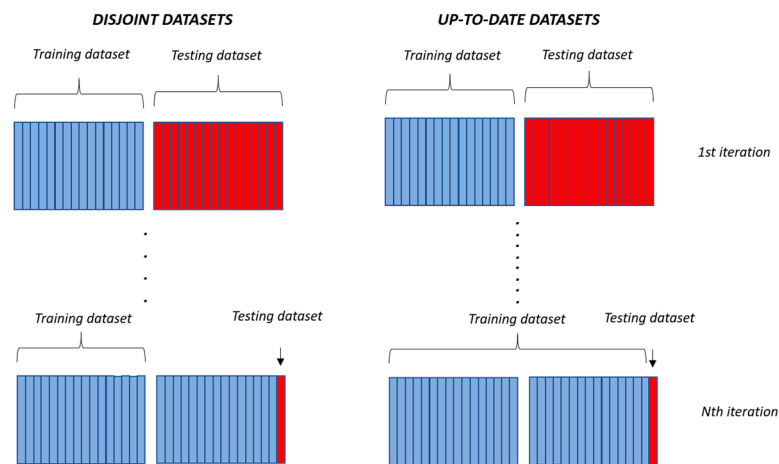 DISJOINT DATASETS
UP-TO-DATE DATASETS
Training dataset
Testing dataset
Training dataset
Testing dataset
1st iteration
Training dataset
Testing dataset
Training dataset
Testing dataset
Nth iteration